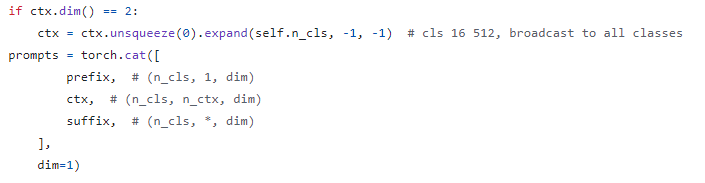 if ctx.dim() == 2:
    ctx = ctx.unsqueeze(0).expand(self.n_cls, -1, -1)  # cls 16 512, broadcast to all classes
prompts = torch.cat([
        prefix,  # (n_cls, 1, dim)
        ctx,  # (n_cls, n_ctx, dim)
        suffix,  # (n_cls, *, dim)
    ],
    dim=1)